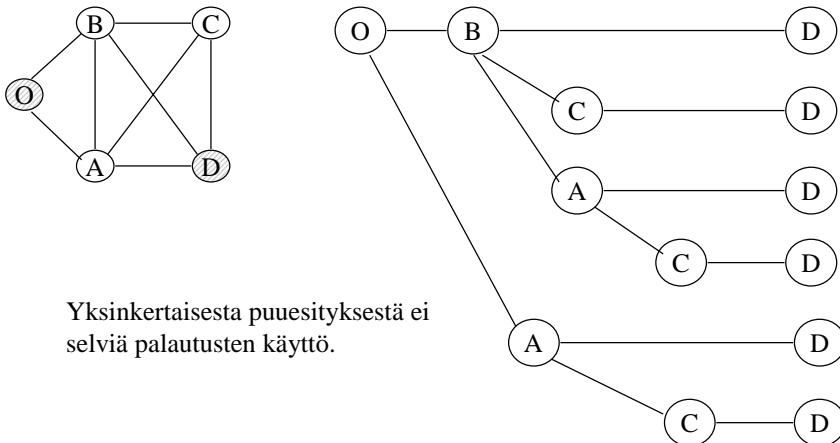 B C
O
A D
O B D
C D
A D
C D
A D
C D
Yksinkertaisesta puuesityksestä ei
selviä palautusten käyttö.